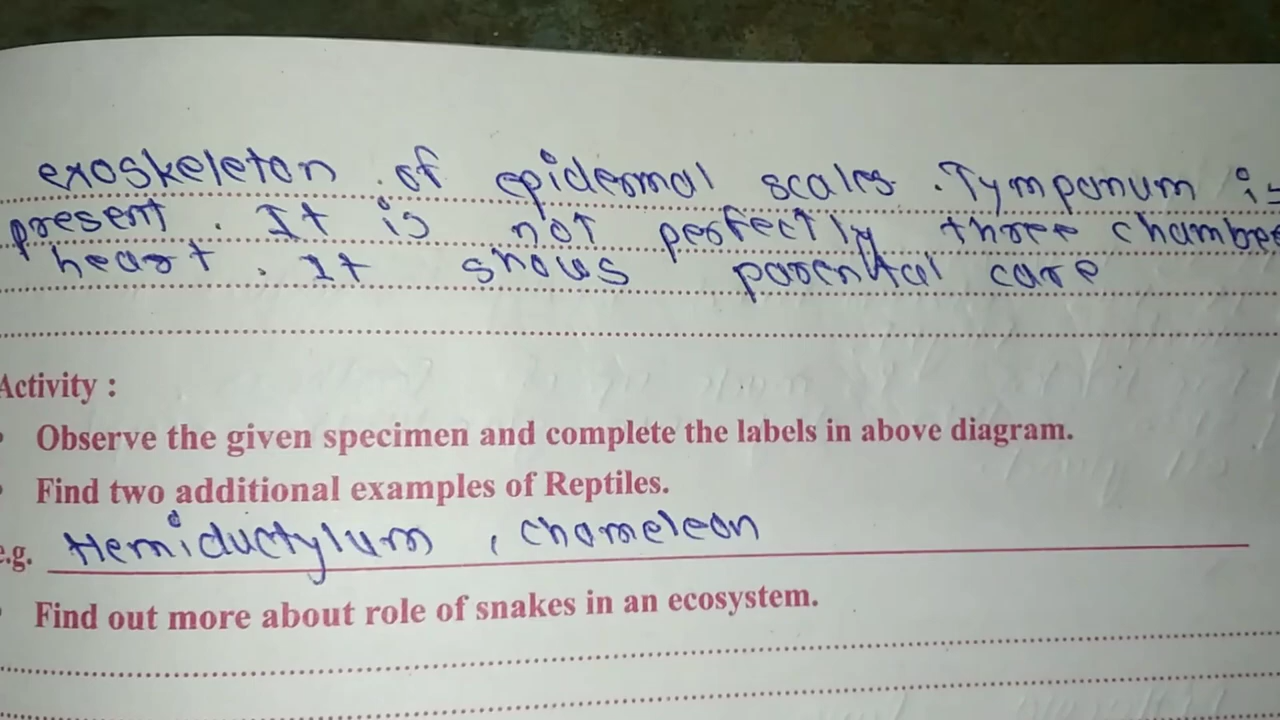 exoskeleton of epidermal scales. Tympanum is
present. It is not perfectly three chamber
heart. It shows parental care
Activity :
Observe the given specimen and complete the labels in above diagram.
Find two additional examples of Reptiles.
e.g. Hemiductylum, Chameleon
Find out more about role of snakes in an ecosystem.